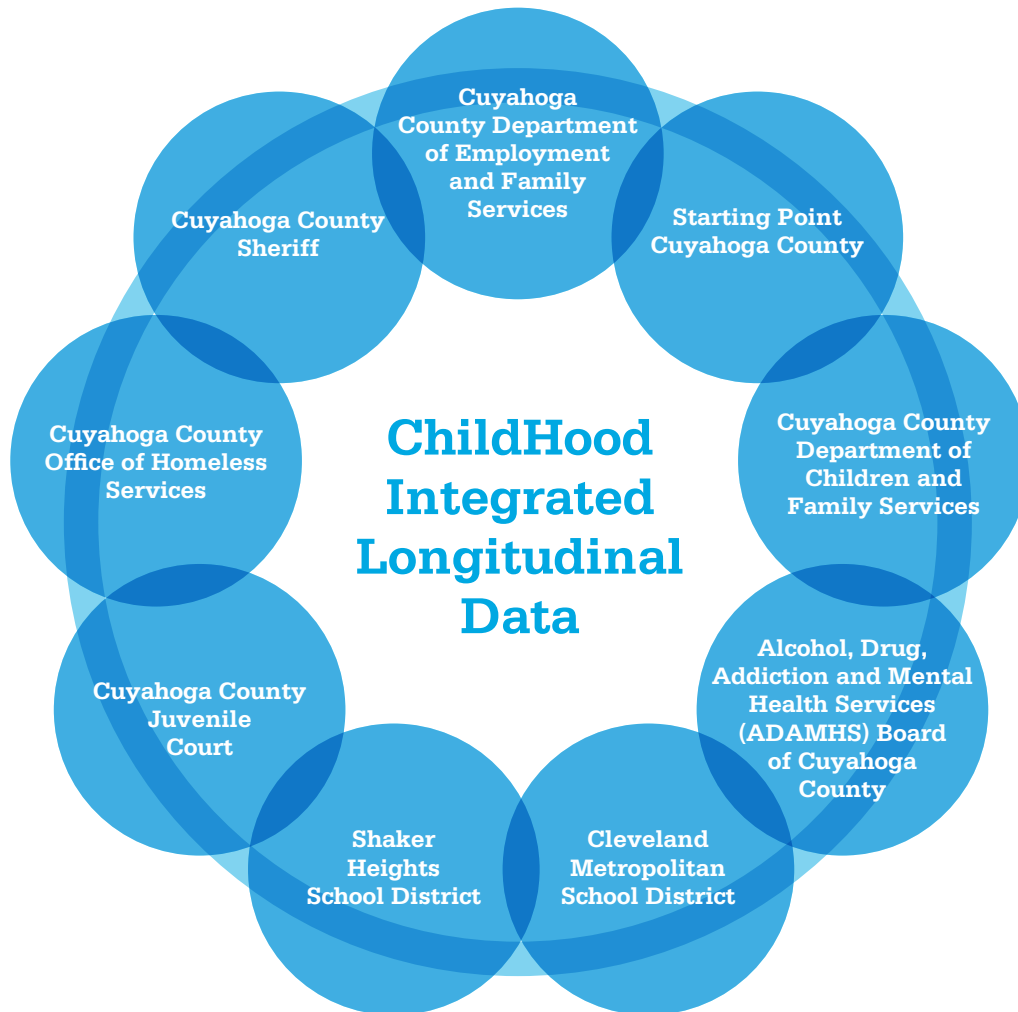 Cuyahoga
County Department
of Employment
and Family
Services
Starting Point
Cuyahoga County
Cuyahoga County
Department of
Children and
Family Services
Alcohol, Drug,
Addiction and Mental
Health Services
(ADAMHS) Board
of Cuyahoga
County
Cleveland
Metropolitan
School District
Shaker
Heights
School District
Cuyahoga County
Juvenile
Court
Cuyahoga County
Office of Homeless
Services
Cuyahoga County
Sheriff
ChildHood
Integrated
Longitudinal
Data